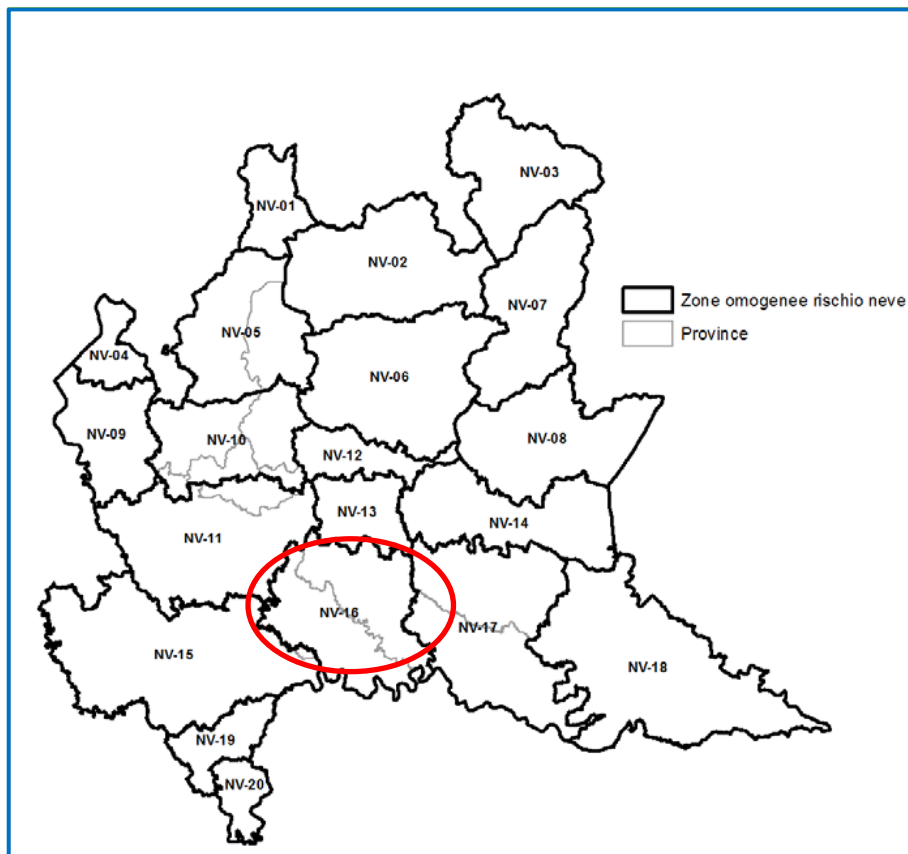 NV-03
NV-01
NV-02
Zone omogenee rischio neve
NV-07
Province
NV-05
NV-04
NV-06
NV-09
NV-10
NV-08
NV-12
NV-13
NV-14
NV-11
NV-16
NV-17
NV-15
NV-18
NV-19
NV-20